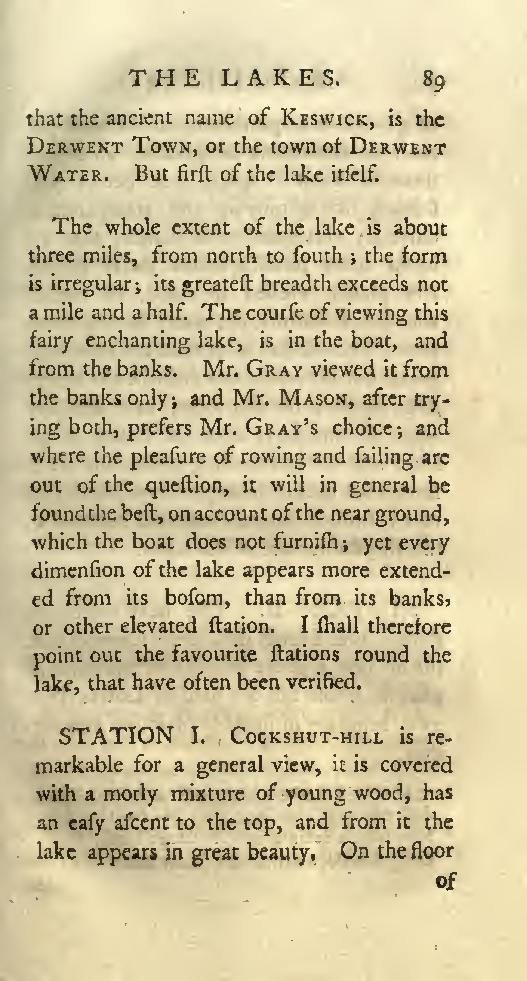 THE LAKES. 89
that the ancient name of KESWICK, is the
DERWENT TOWN, or the town of DERWENT
WATER. But firſt of the lake itſelf.
The whole extent of the lake is about
three miles, from north to ſouth; the form
is irregular; its greateſt breadth exceeds not
a mile and a half. The courſe of viewing this
fairy enchanting lake, is in the boat, and
from the banks. Mr. GRAY viewed it from
the banks only; and Mr. MASON, after try-
ing both, prefers Mr. GRAY'S choice; and
where the pleaſure of rowing and ſailing are
out of the queſtion, it will in general be
found the beſt, on account of the near ground,
which the boat does not furniſh; yet every
dimenſion of the lake appears more extend-
ed from its boſom, than from its banks,
or other elevated ſtation. I ſhall therefore
point out the favourite ſtations round the
lake, that have often been verified.
STATION I. COCKSHUT-HILL is re-
markable for a general view, it is covered
with a motly mixture of young wood, has
an eaſy aſcent to the top, and from it the
lake appears in great beauty. On the floor
of